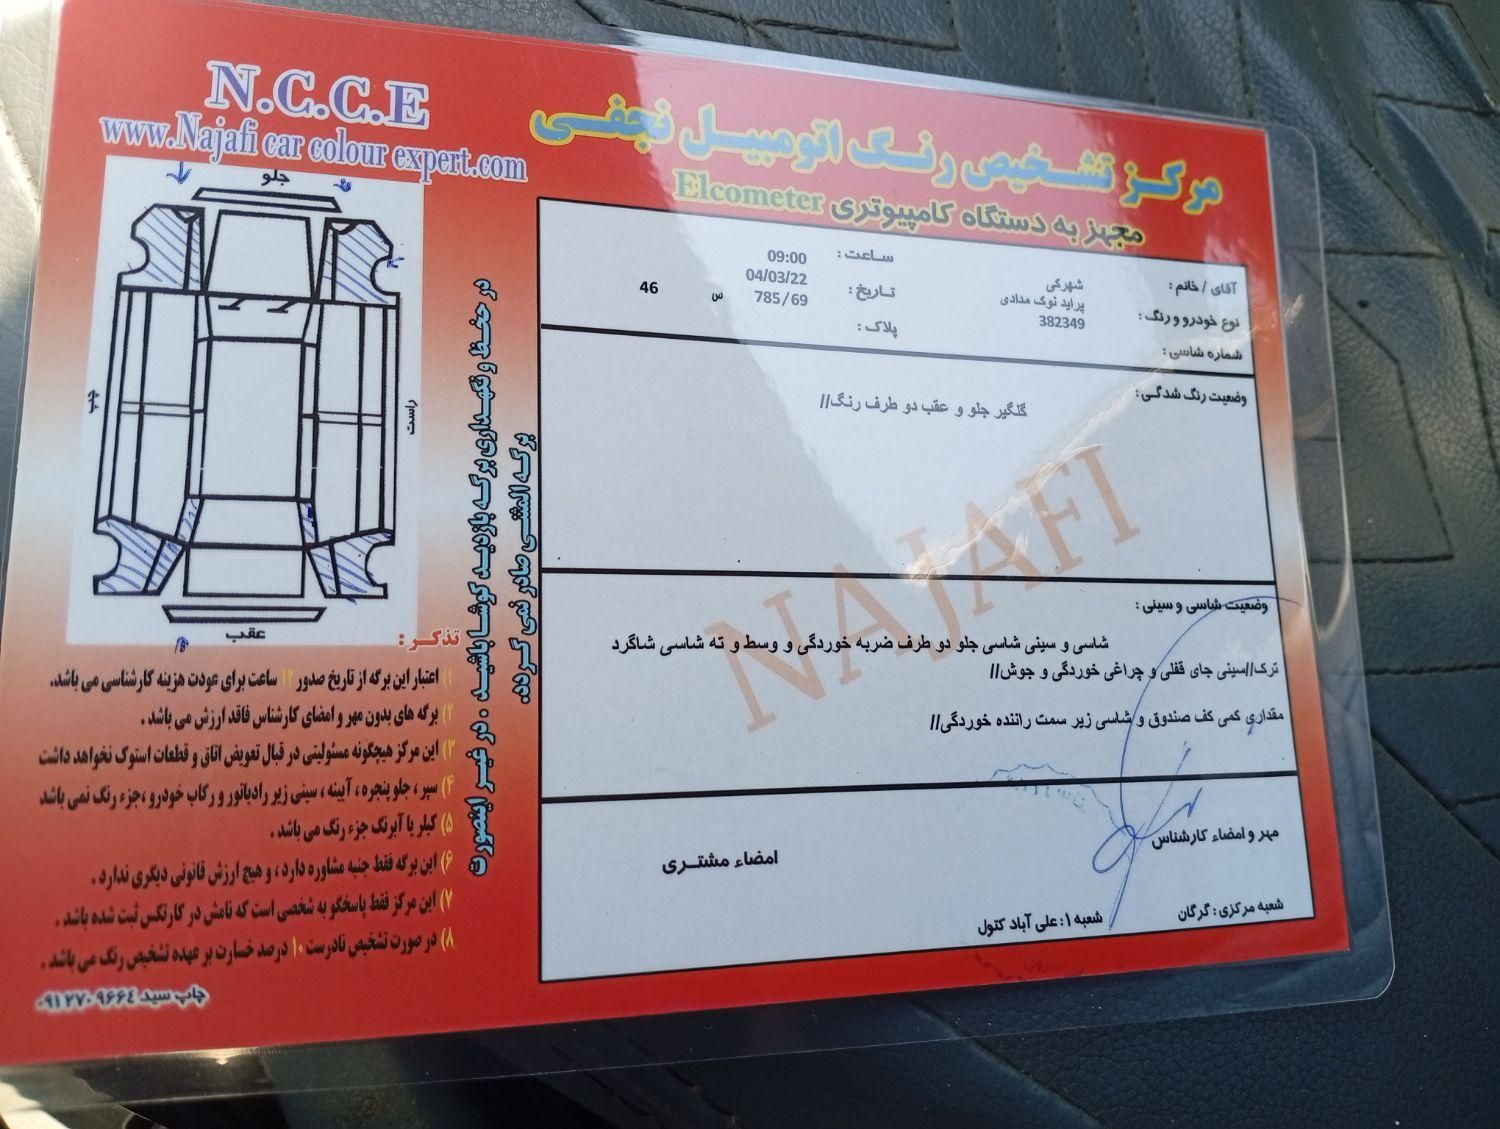 N.C.C.E
www.Najafi car colour expert.com
مرکز تشخیص رنگ اتومبیل نجفی
مجهز به دستگاه کامپیوتری Elcometer
آقای / خانم : شهرکی
ساعت : 09:00
نوع خودرو و رنگ : پراید نوک مدادی
تاریخ : 04/03/22
شماره شاسی : 382349
پلاک : 785/69 س 46
وضعیت رنگ شدگی :
گلگیر جلو و عقب دو طرف رنگ//
NAJAFI
وضعیت شاسی و سینی :
شاسی و سینی شاسی جلو دو طرف ضربه خوردگی و وسط و ته شاسی شاگرد
ترک//سینی جای قفلی و چراغی خوردگی و جوش//
مقداری کمی کف صندوق و شاسی زیر سمت راننده خوردگی//
مهر و امضاء کارشناس
امضاء مشتری
شعبه مرکزی : گرگان
شعبه ۱ : علی آباد کتول
در حفظ و نگهداری برگه بازدید کوشا باشید . در غیر اینصورت
برگه المثنی صادر نمی گردد.
جلو
چپ
راست
عقب
تذکر :
۱) اعتبار این برگه از تاریخ صدور ۱۲ ساعت برای عودت هزینه کارشناسی می باشد.
۲) برگه های بدون مهر و امضای کارشناس فاقد ارزش می باشد .
۳) این مرکز هیچگونه مسئولیتی در قبال تعویض اتاق و قطعات استوک نخواهد داشت
۴) سپر ، جلو پنجره ، آیینه ، سینی زیر رادیاتور و رکاب خودرو ،جزء رنگ نمی باشد
۵) کیلر یا آبرنگ جزء رنگ می باشد .
۶) این برگه فقط جنبه مشاوره دارد ، و هیچ ارزش قانونی دیگری ندارد .
۷) این مرکز فقط پاسخگو به شخصی است که نامش در کارتکس ثبت شده باشد .
۸) در صورت تشخیص نادرست ۱۰ درصد خسارت بر عهده تشخیص رنگ می باشد .
چاپ سید ۰۹۱۲۷۰۹۶۶۴